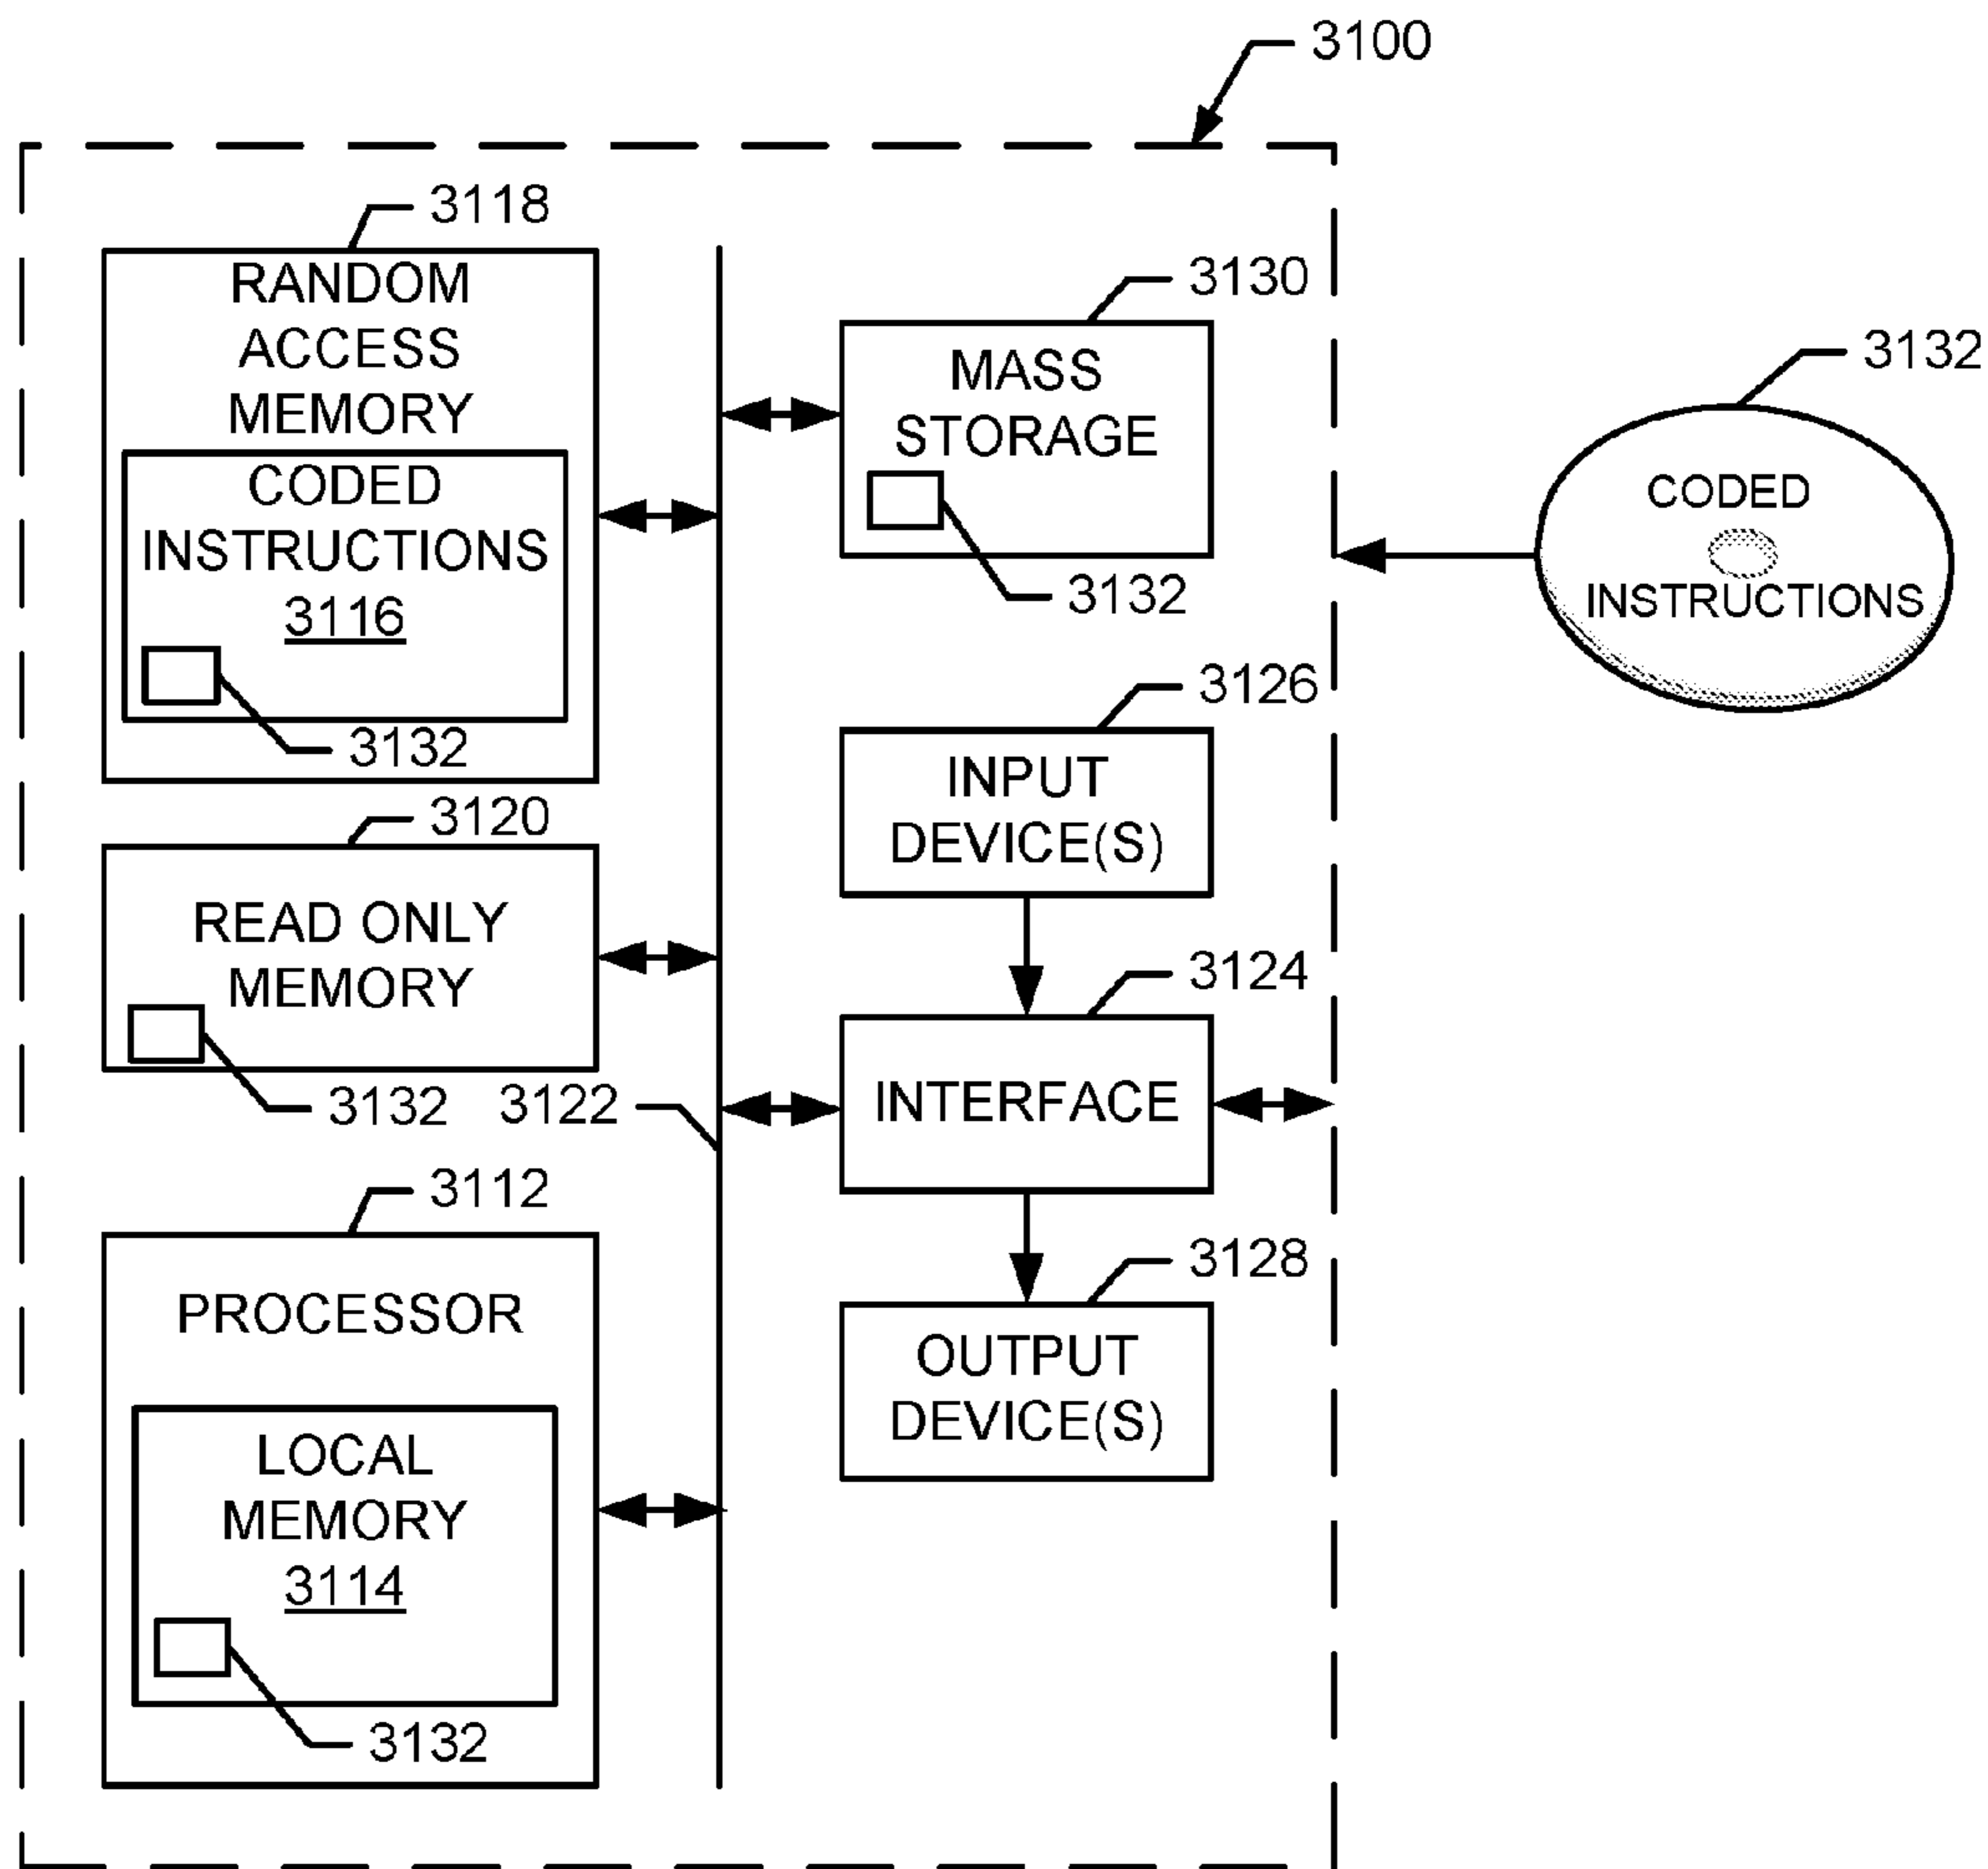 3100
3118
RANDOM
ACCESS
MEMORY
CODED
INSTRUCTIONS
3116
3132
3120
READ ONLY
MEMORY
3132
3122
3112
PROCESSOR
LOCAL
MEMORY
3114
3132
3130
MASS
STORAGE
3132
3126
INPUT
DEVICE(S)
3124
INTERFACE
3128
OUTPUT
DEVICE(S)
3132
CODED
INSTRUCTIONS